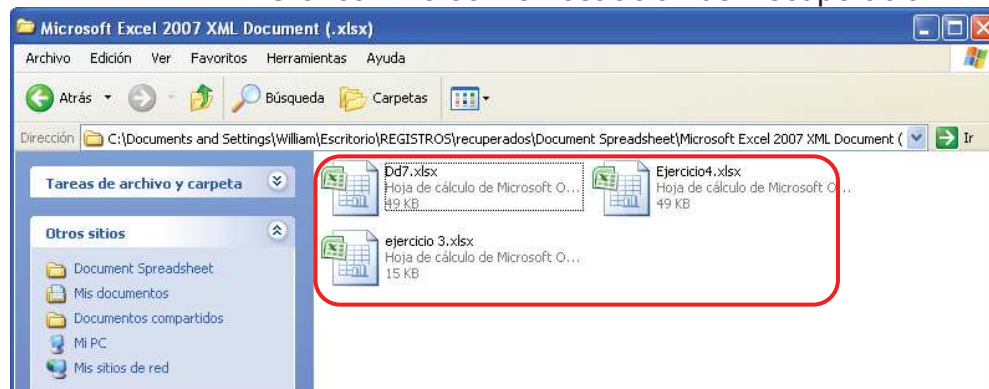 Microsoft Excel 2007 XML Document (.xlsx)
Archivo Edición Ver Favoritos Herramientas Ayuda
Atrás Búsqueda Carpetas
Dirección C:\Documents and Settings\William\Escritorio\REGISTROS\recuperados\Document Spreadsheet\Microsoft Excel 2007 XML Document ( Ir
Tareas de archivo y carpeta
Otros sitios
Document Spreadsheet
Mis documentos
Documentos compartidos
Mi PC
Mis sitios de red
Dd7.xlsx
Hoja de cálculo de Microsoft O...
49 KB
Ejercicio4.xlsx
Hoja de cálculo de Microsoft O...
49 KB
ejercicio 3.xlsx
Hoja de cálculo de Microsoft O...
15 KB